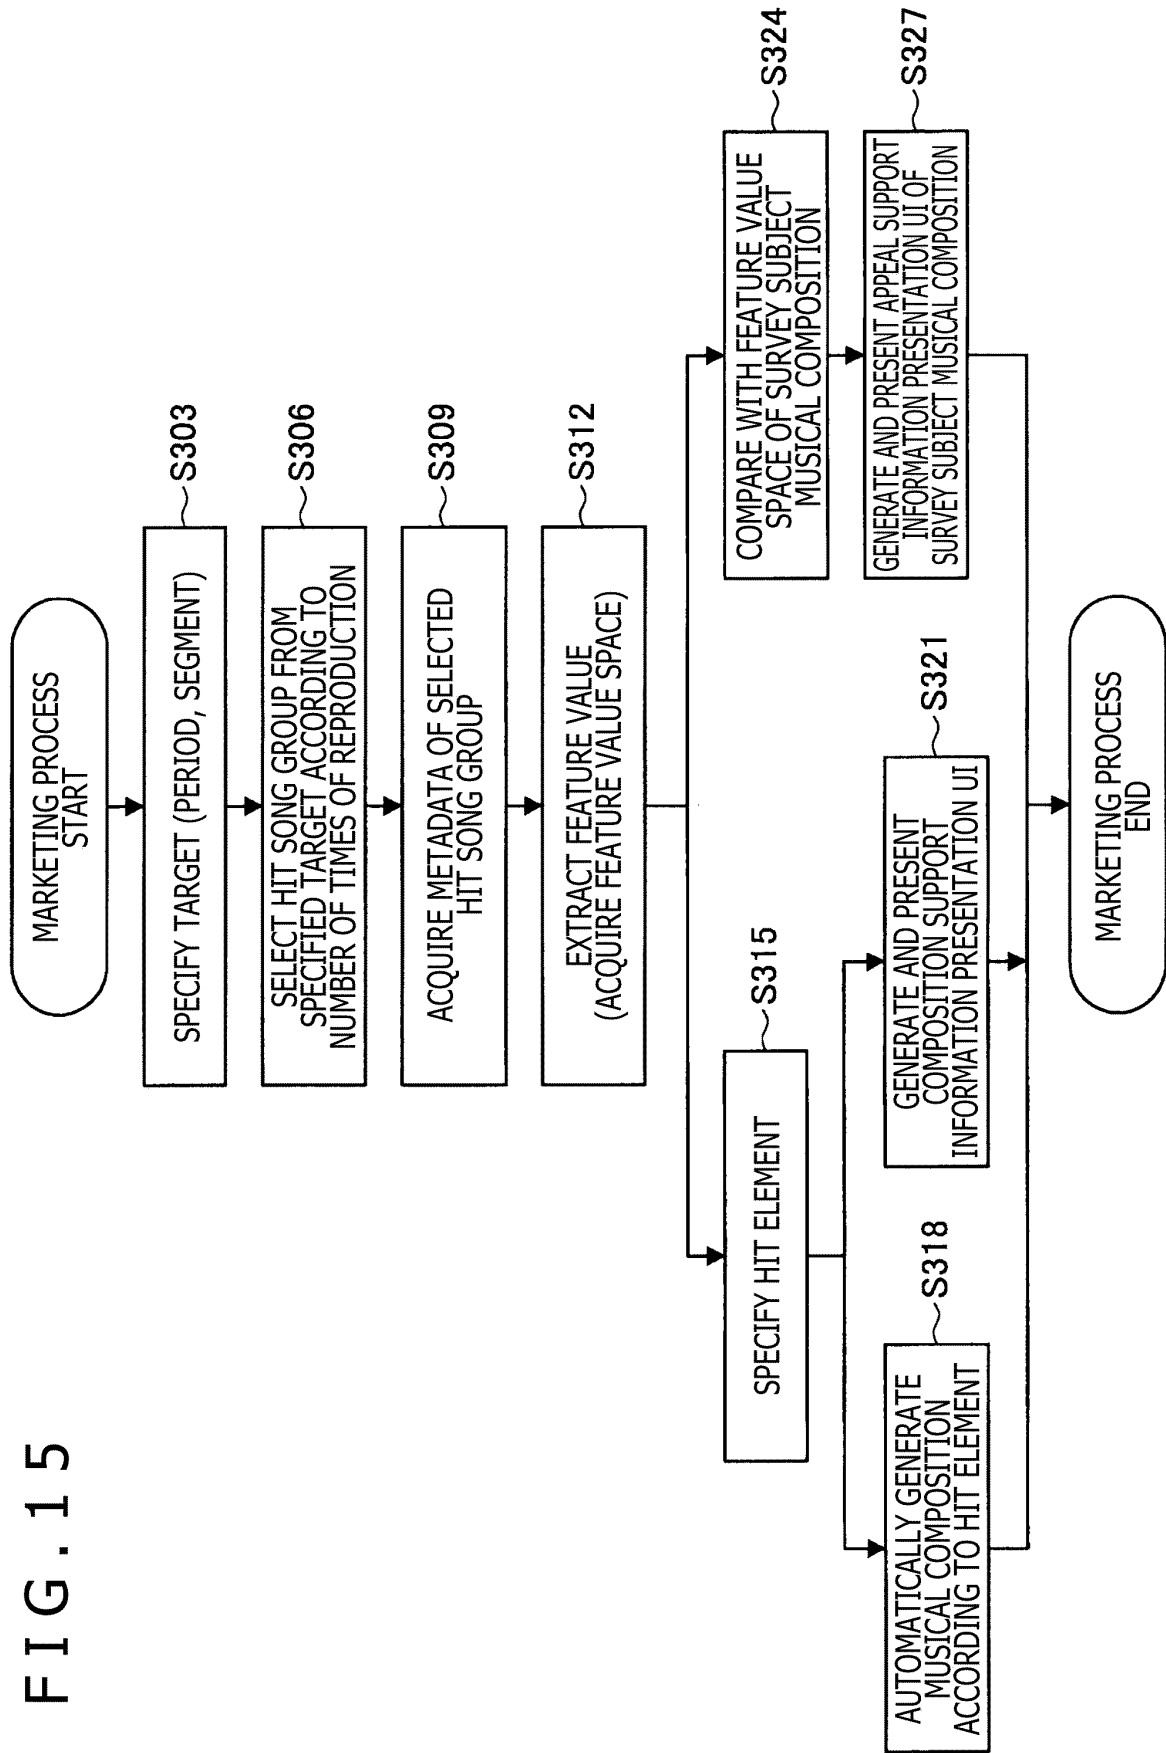 FIG.15
MARKETING PROCESS
START
SPECIFY TARGET (PERIOD, SEGMENT)
S303
SELECT HIT SONG GROUP FROM
SPECIFIED TARGET ACCORDING TO
NUMBER OF TIMES OF REPRODUCTION
S306
ACQUIRE METADATA OF SELECTED
HIT SONG GROUP
S309
EXTRACT FEATURE VALUE
(ACQUIRE FEATURE VALUE SPACE)
S312
SPECIFY HIT ELEMENT
S315
AUTOMATICALLY GENERATE
MUSICAL COMPOSITION
ACCORDING TO HIT ELEMENT
S318
GENERATE AND PRESENT
COMPOSITION SUPPORT
INFORMATION PRESENTATION UI
S321
COMPARE WITH FEATURE VALUE
SPACE OF SURVEY SUBJECT
MUSICAL COMPOSITION
S324
GENERATE AND PRESENT APPEAL SUPPORT
INFORMATION PRESENTATION UI OF
SURVEY SUBJECT MUSICAL COMPOSITION
S327
MARKETING PROCESS
END